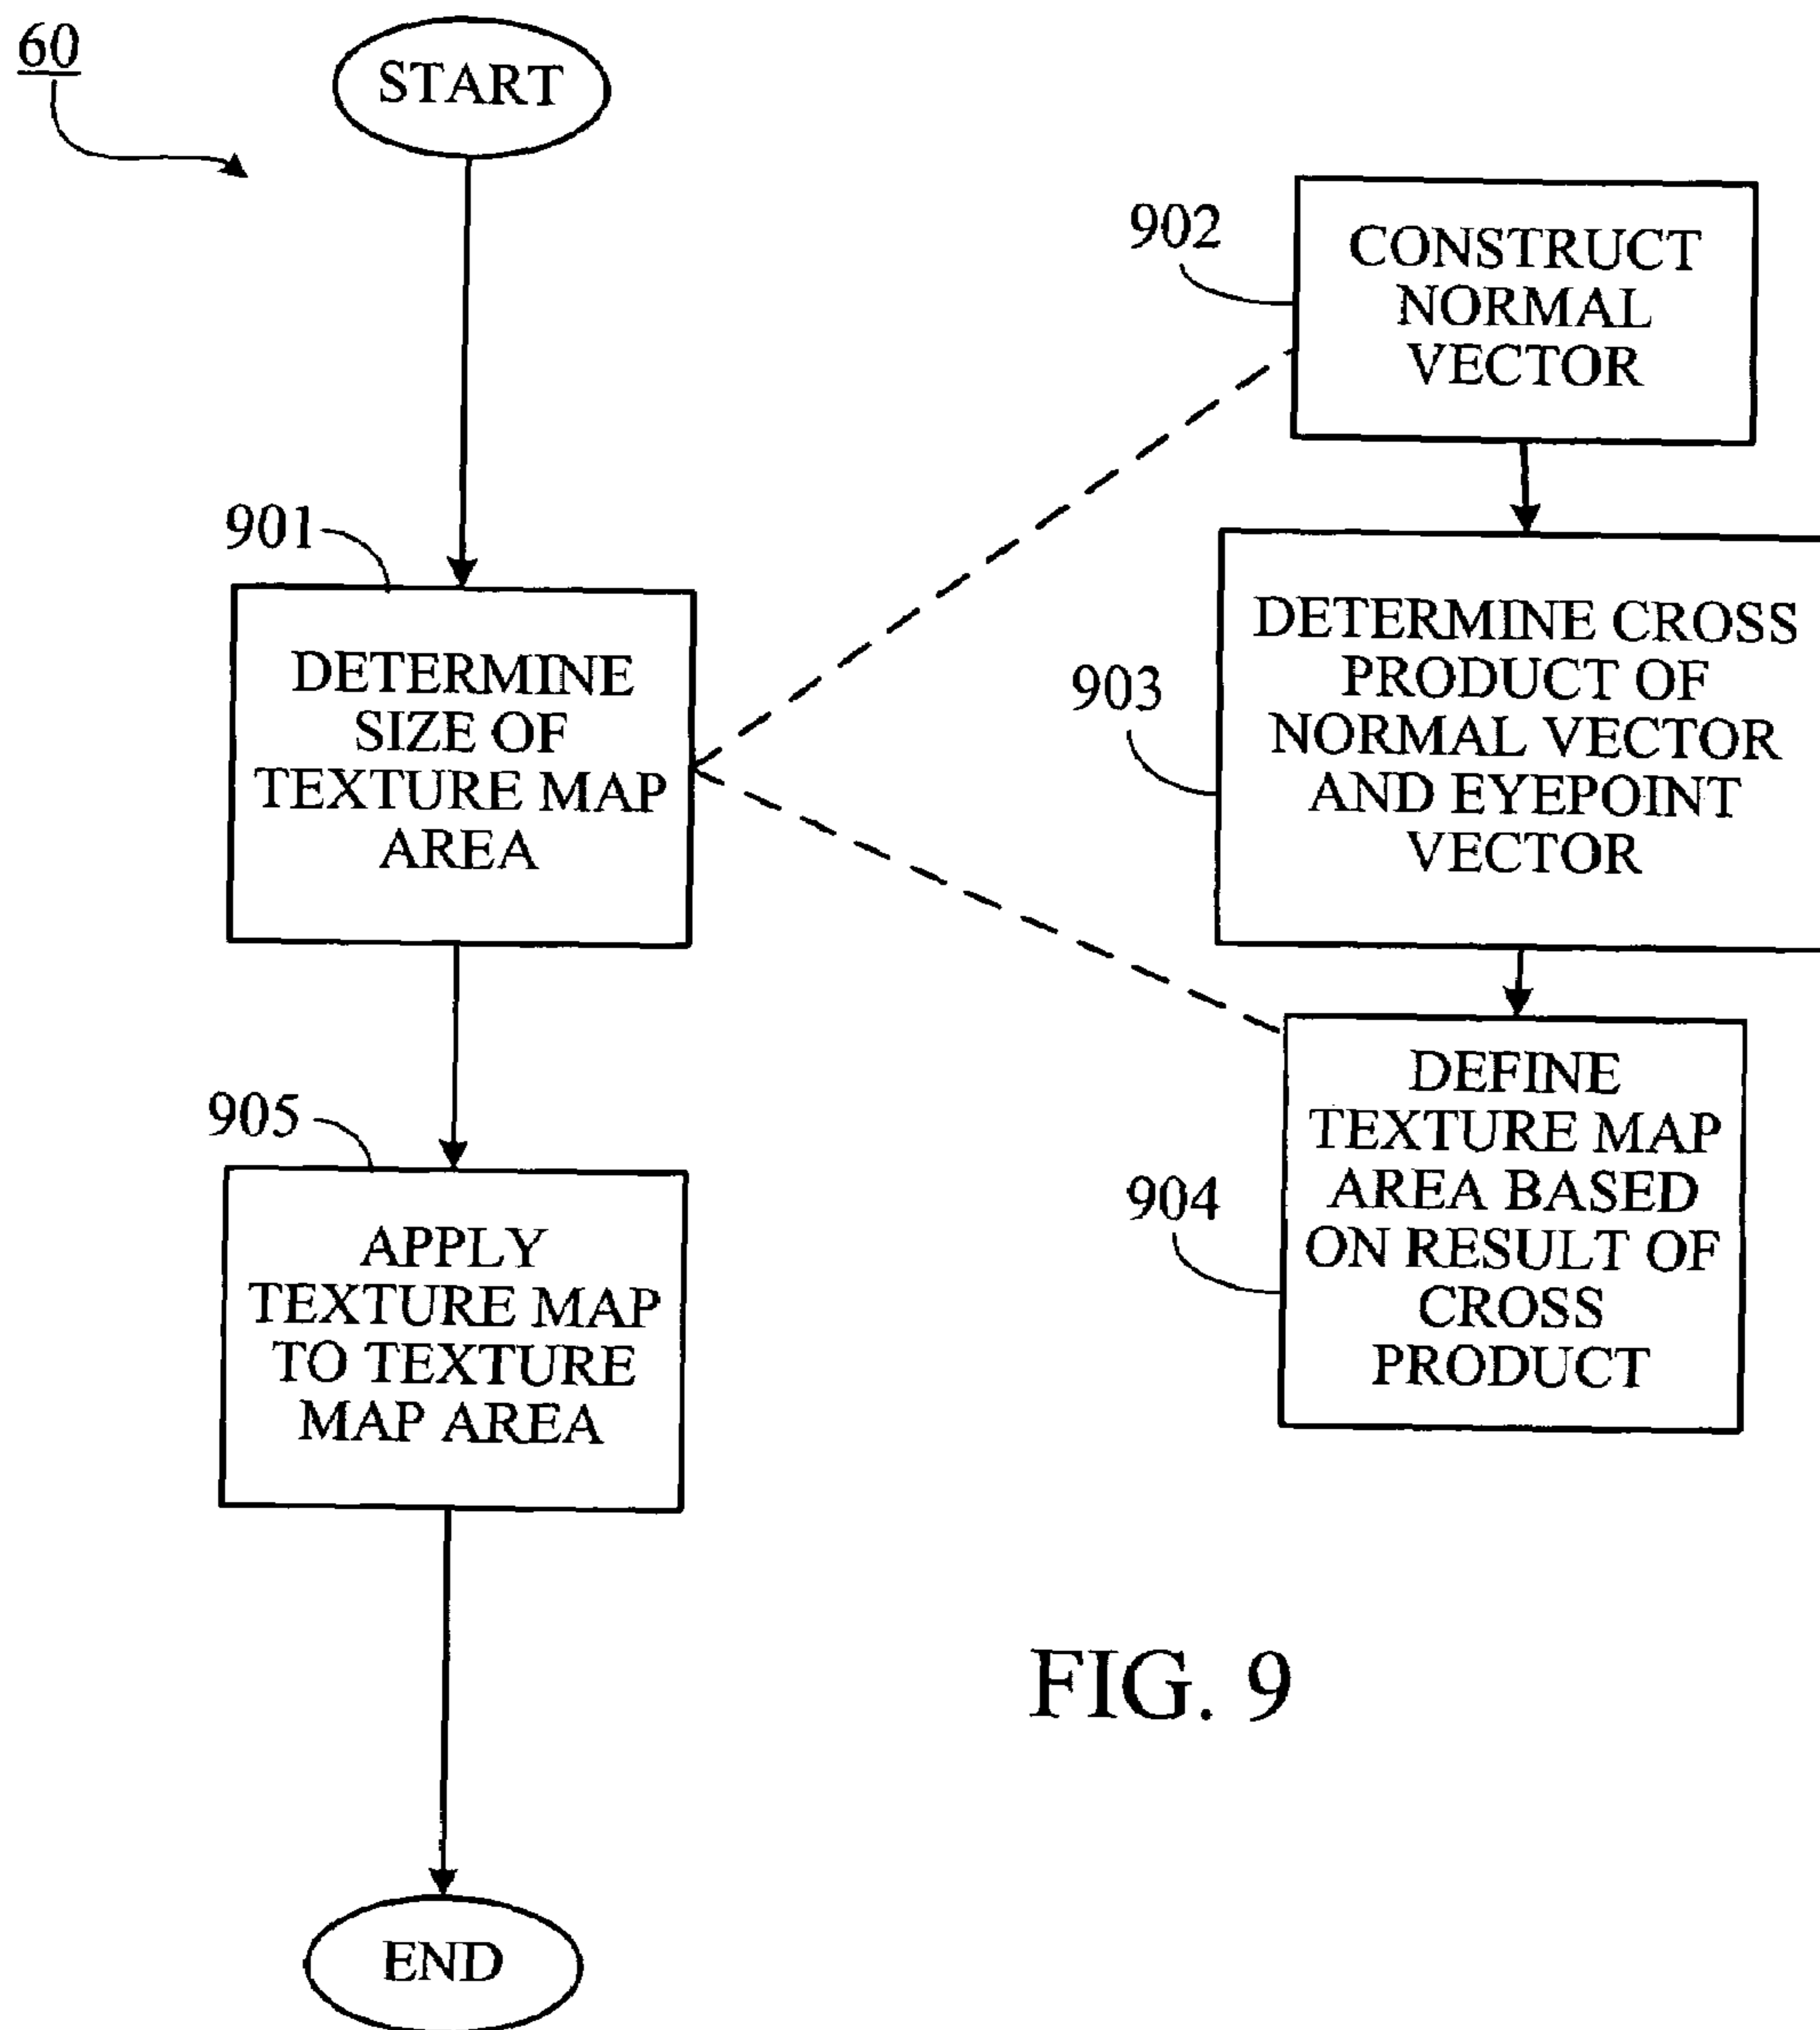 60
START
901
DETERMINE
SIZE OF
TEXTURE MAP
AREA
902
CONSTRUCT
NORMAL
VECTOR
903
DETERMINE CROSS
PRODUCT OF
NORMAL VECTOR
AND EYEPOINT
VECTOR
904
DEFINE
TEXTURE MAP
AREA BASED
ON RESULT OF
CROSS
PRODUCT
905
APPLY
TEXTURE MAP
TO TEXTURE
MAP AREA
END
FIG. 9